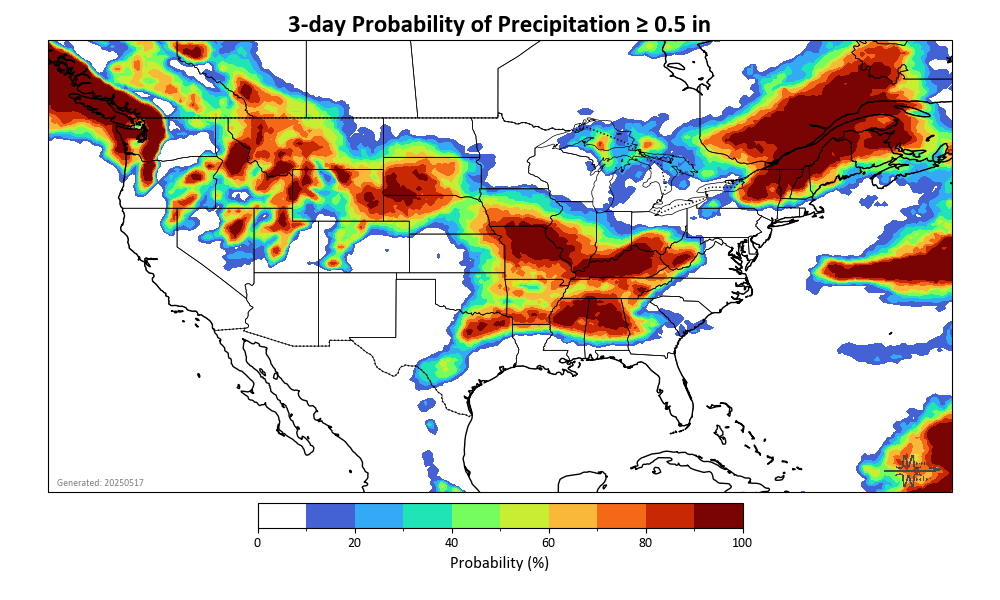 3-day Probability of Precipitation ≥ 0.5 in
Generated: 20250517
0 20 40 60 80 100
Probability (%)